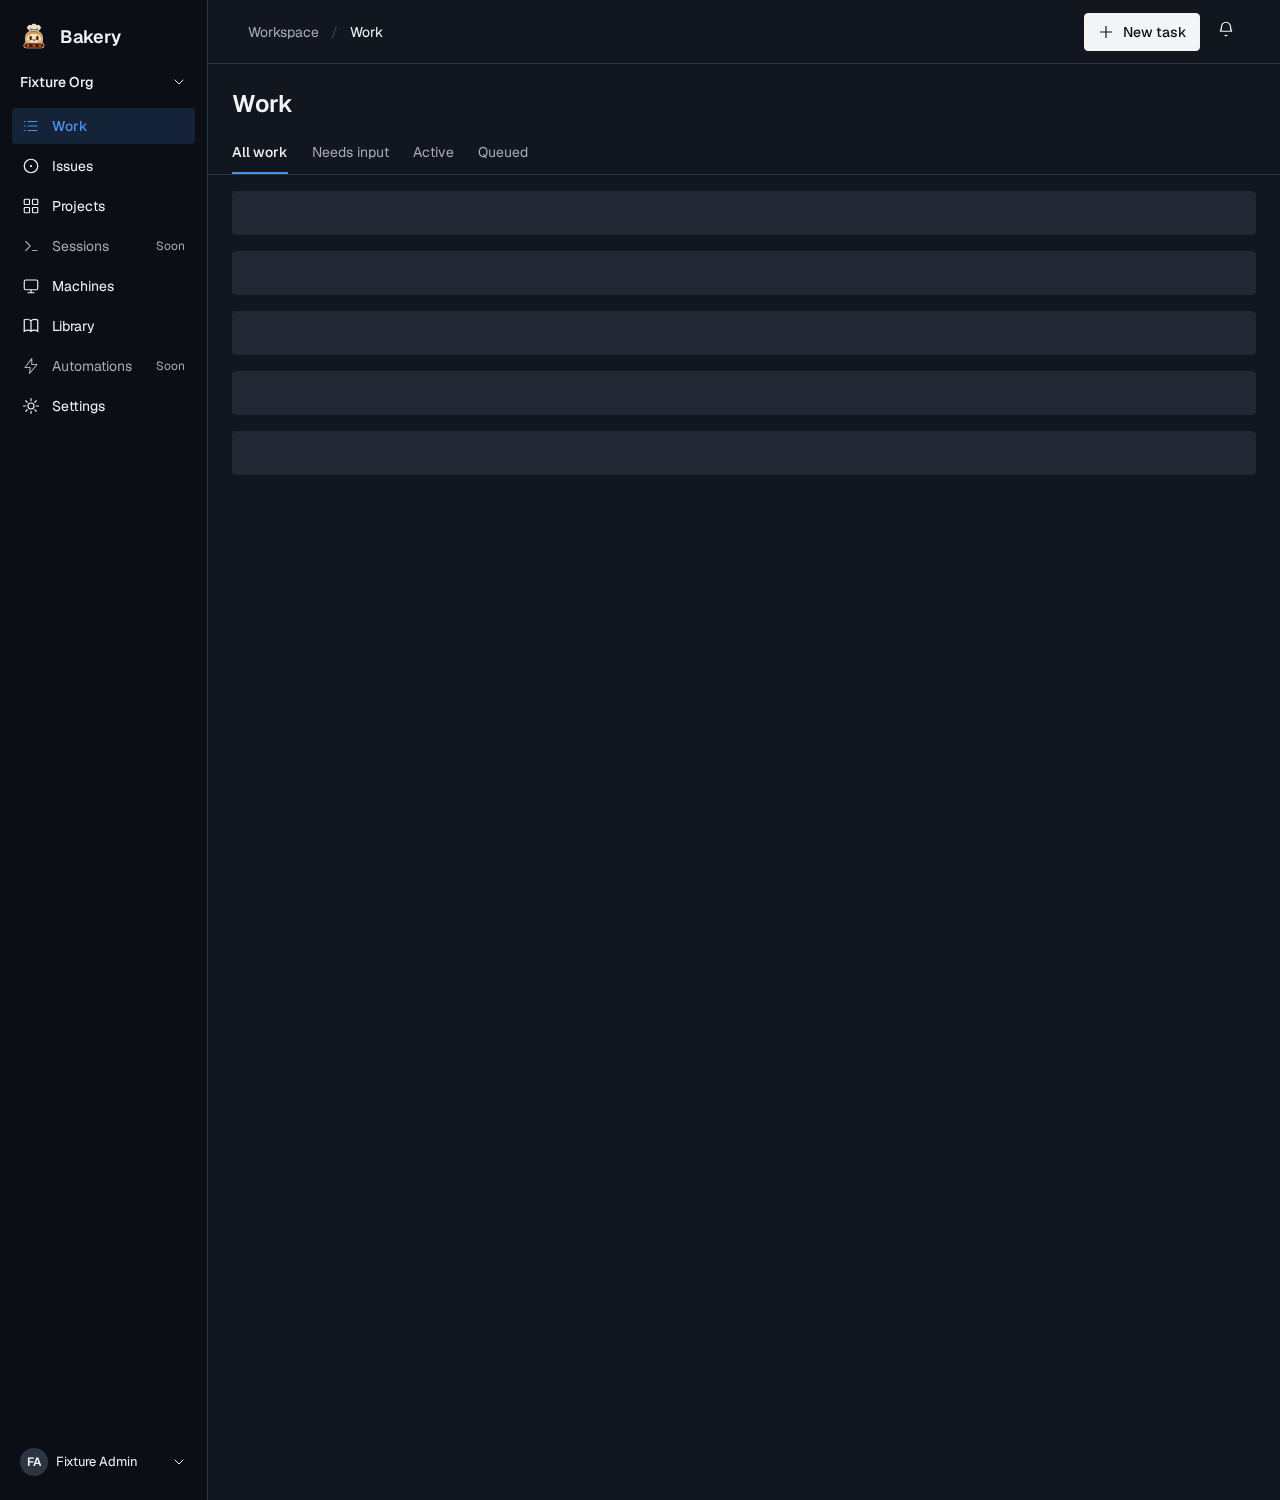 Bakery
Fixture Org
Work
Issues
Projects
Sessions Soon
Machines
Library
Automations Soon
Settings
FA Fixture Admin
Workspace / Work
New task
Work
All work Needs input Active Queued